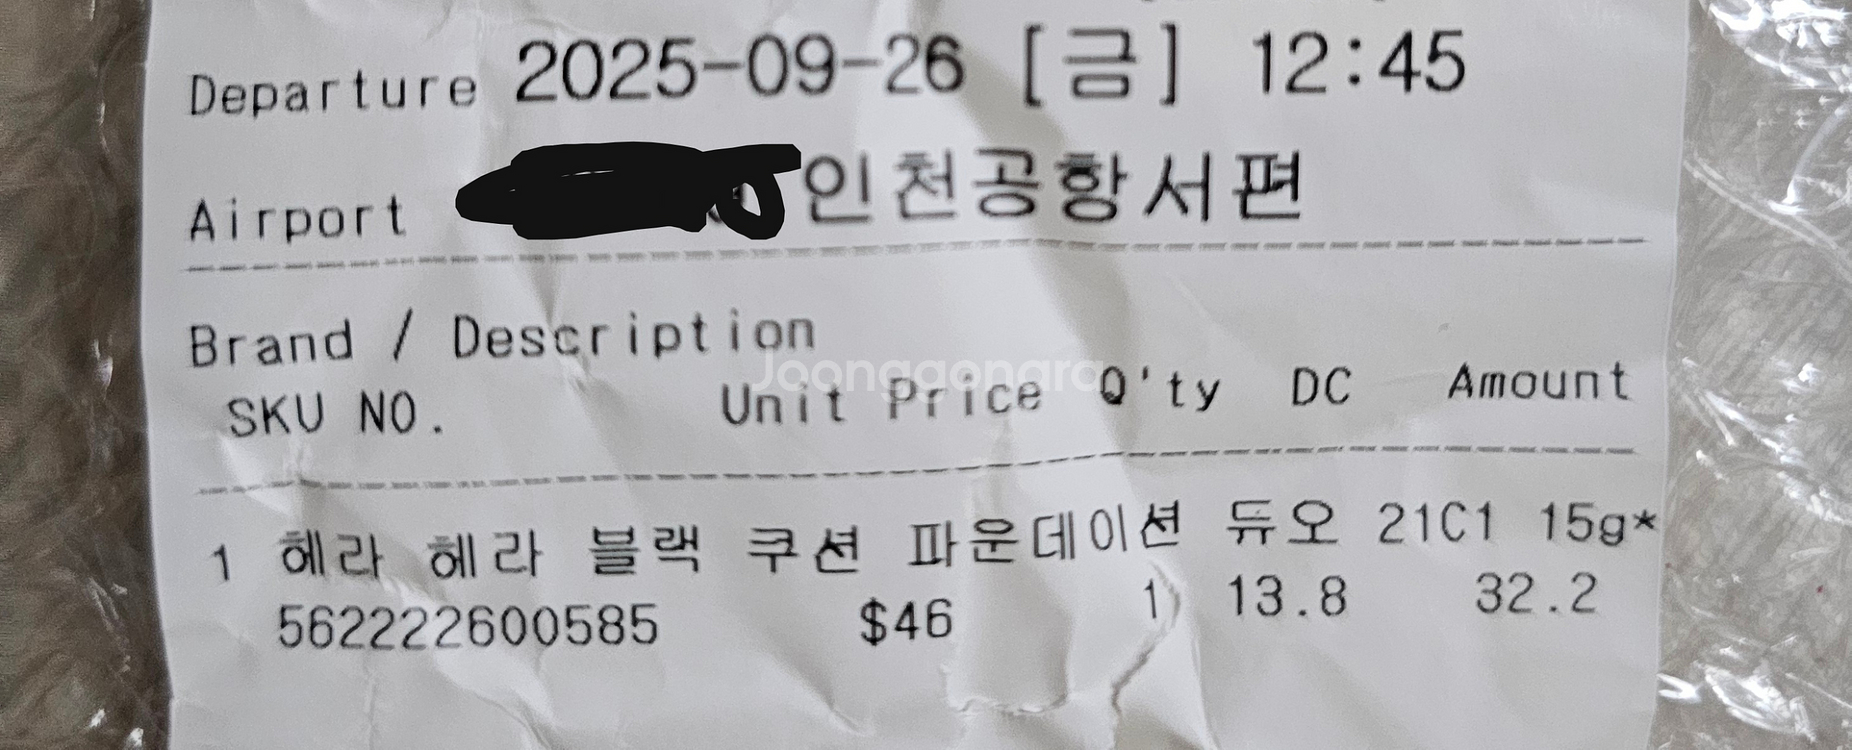 Departure 2025-09-26 [금] 12:45
Airport 인천공항서편
Brand / Description
Joonggongra
SKU NO. Unit Price Q'ty DC Amount
1 헤라 헤라 블랙 쿠션 파운데이션 듀오 21C1 15g*
562222600585 $46 1 13.8 32.2